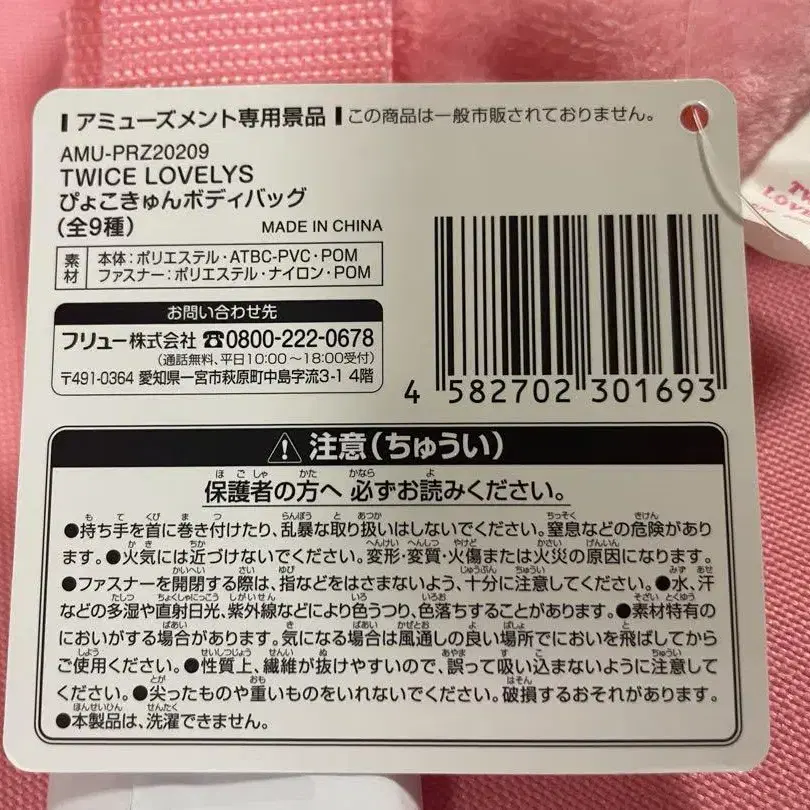 アミューズメント専用景品 この商品は一般市販されておりません。
AMU-PRZ20209
TWICE LOVELYS
ぴょこきゅんボディバッグ
(全9種) MADE IN CHINA
素材 本体:ポリエステル・ATBC-PVC・POM
ファスナー:ポリエステル・ナイロン・POM
お問い合わせ先
フリュー株式会社 ☎0800-222-0678
(通話無料、平日10:00〜18:00受付)
〒491-0364 愛知県一宮市萩原町中島字流3-1 4階
4 582702 301693
⚠ 注意(ちゅうい)
保護者の方へ 必ずお読みください。
●持ち手を首に巻き付けたり、乱暴な取り扱いはしないでください。窒息などの危険があり
ます。●火気には近づけないでください。変形・変質・火傷または火災の原因になります。
●ファスナーを開閉する際は、指などをはさまないよう、十分に注意してください。●水、汗
などの多湿や直射日光、紫外線などにより色うつり、色落ちすることがあります。●素材特有の
においがする場合があります。気になる場合は風通しの良い場所でにおいを飛ばしてから
ご使用ください。●性質上、繊維が抜けやすいので、誤って吸い込まないように注意して
ください。●尖ったものや重いものをいれないでください。破損するおそれがあります。
●本製品は、洗濯できません。